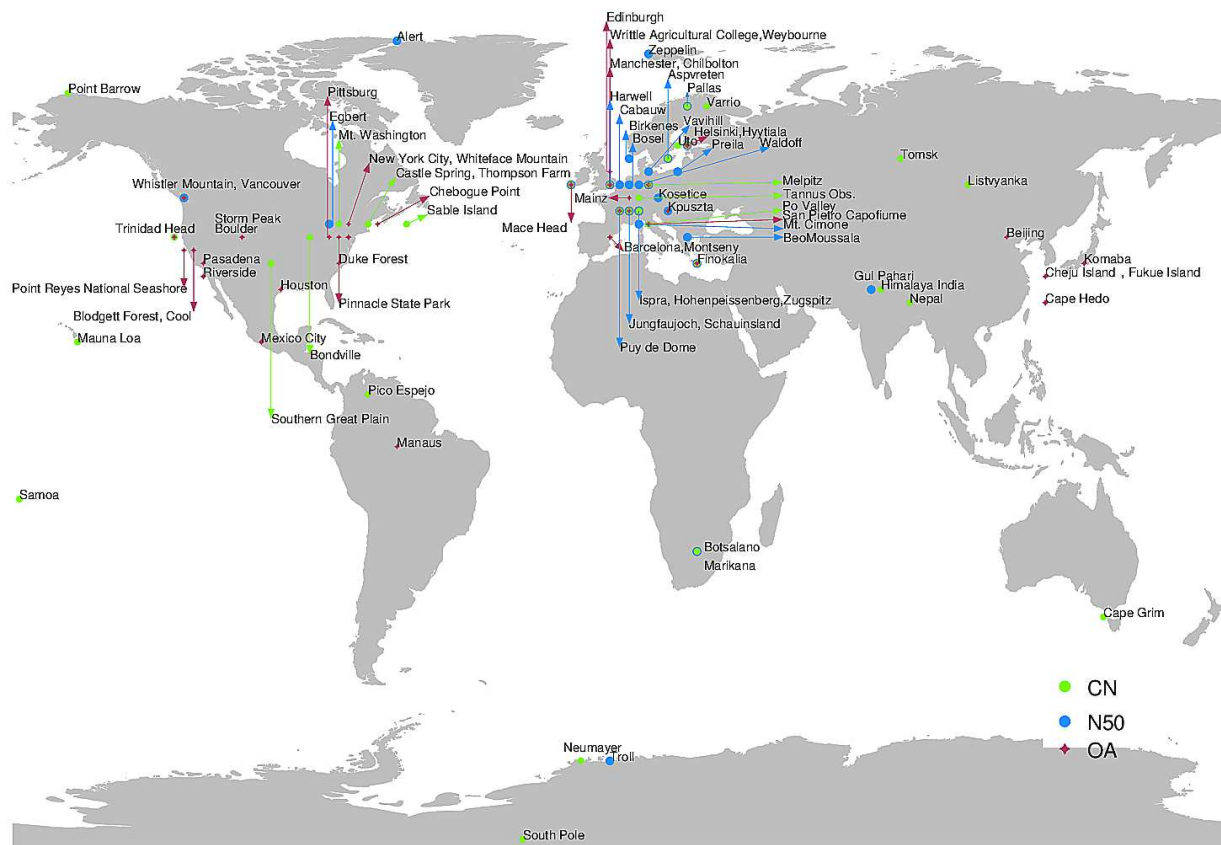 Edinburgh
Writtle Agricultural College,Weybourne
Alert
Zeppelin
Manchester, Chilbolton
Aspvreten
Point Barrow
Pittsburg
Harwell
Pallas
Varrio
Egbert
Cabauw
Mt. Washington
Birkenes
Vavihill
Bosel
Uto
Helsinki,Hyytiala
Waldoff
Preila
New York City, Whiteface Mountain
Castle Spring, Thompson Farm
Tomsk
Whistler Mountain, Vancouver
Chebogue Point
Melpitz
Listvyanka
Mainz
Kosetice
Tannus Obs.
Sable Island
Kpuszta
Po Valley
Storm Peak
Boulder
Mace Head
San Pietro Capofiume
Mt. Cimone
Trinidad Head
BeoMoussala
Beijing
Barcelona,Montseny
Pasadena
Duke Forest
Finokalia
Komaba
Riverside
Gul Pahari
Cheju Island , Fukue Island
Point Reyes National Seashore
Houston
Himalaya India
Pinnacle State Park
Ispra, Hohenpeissenberg,Zugspitz
Nepal
Cape Hedo
Blodgett Forest, Cool
Jungfaujoch, Schauinsland
Mauna Loa
Mexico City
Puy de Dome
Bondville
Pico Espejo
Southern Great Plain
Manaus
Samoa
Botsalano
Marikana
Cape Grim
CN
N50
OA
Neumayer
Troll
South Pole